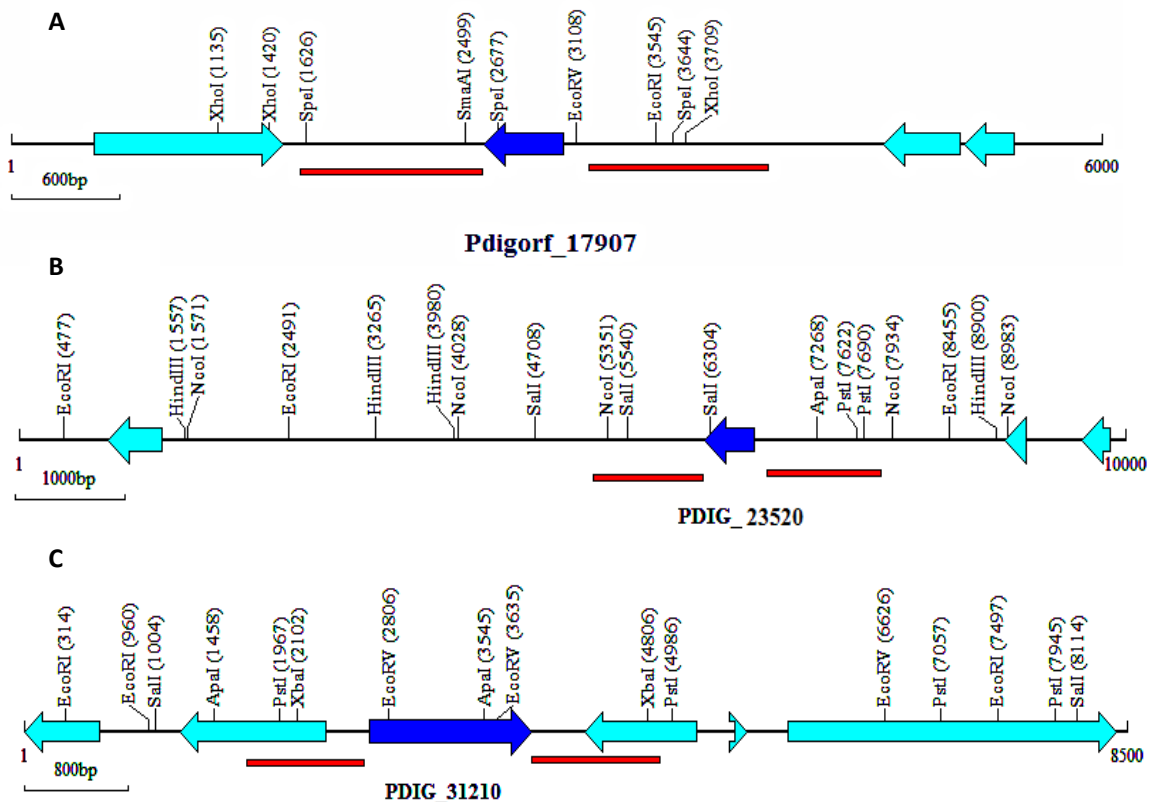 A
XhoI (1135)
XhoI (1420)
SpeI (1626)
SmaAI (2499)
SpeI (2677)
EcoRV (3108)
EcoRI (3545)
SpeI (3644)
XhoI (3709)
1
6000
600bp
Pdigorf_17907
B
EcoRI (477)
HindIII (1557)
NcoI (1571)
EcoRI (2491)
HindIII (3265)
HindIII (3980)
NcoI (4028)
SalI (4708)
NcoI (5351)
SalI (5540)
SalI (6304)
ApaI (7268)
PstI (7622)
PstI (7690)
NcoI (7934)
EcoRI (8455)
HindIII (8900)
NcoI (8983)
1
10000
1000bp
PDIG_23520
C
EcoRI (314)
EcoRI (960)
SalI (1004)
ApaI (1458)
PstI (1967)
XbaI (2102)
EcoRV (2806)
ApaI (3545)
EcoRV (3635)
XbaI (4806)
PstI (4986)
EcoRV (6626)
PstI (7057)
EcoRI (7497)
PstI (7945)
SalI (8114)
1
8500
800bp
PDIG_31210